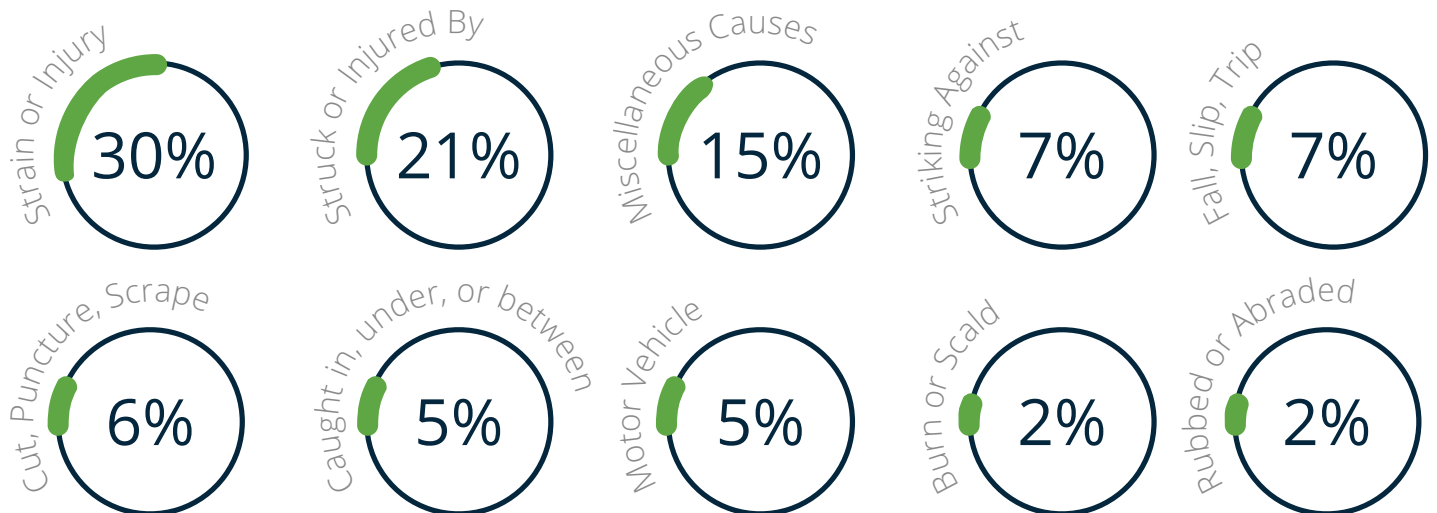 Strain or Injury
30%
Struck or Injured By
21%
Miscellaneous Causes
15%
Striking Against
7%
Fall, Slip, Trip
7%
Cut, Puncture, Scrape
6%
Caught in, under, or between
5%
Motor Vehicle
5%
Burn or Scald
2%
Rubbed or Abraded
2%